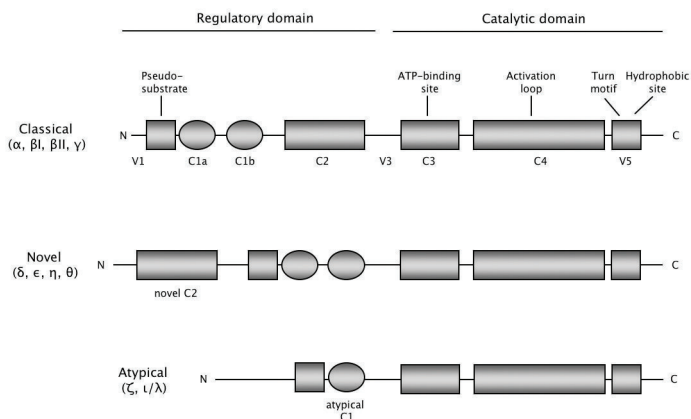 Regulatory domain Catalytic domain
Pseudo-
substrate
ATP-binding
site
Activation
loop
Turn
motif
Hydrophobic
site
Classical
(α, βI, βII, γ)
N C
V1 C1a C1b C2 V3 C3 C4 V5
Novel
(δ, ϵ, η, θ)
N C
novel C2
Atypical
(ζ, ι/λ)
N C
atypical
C1